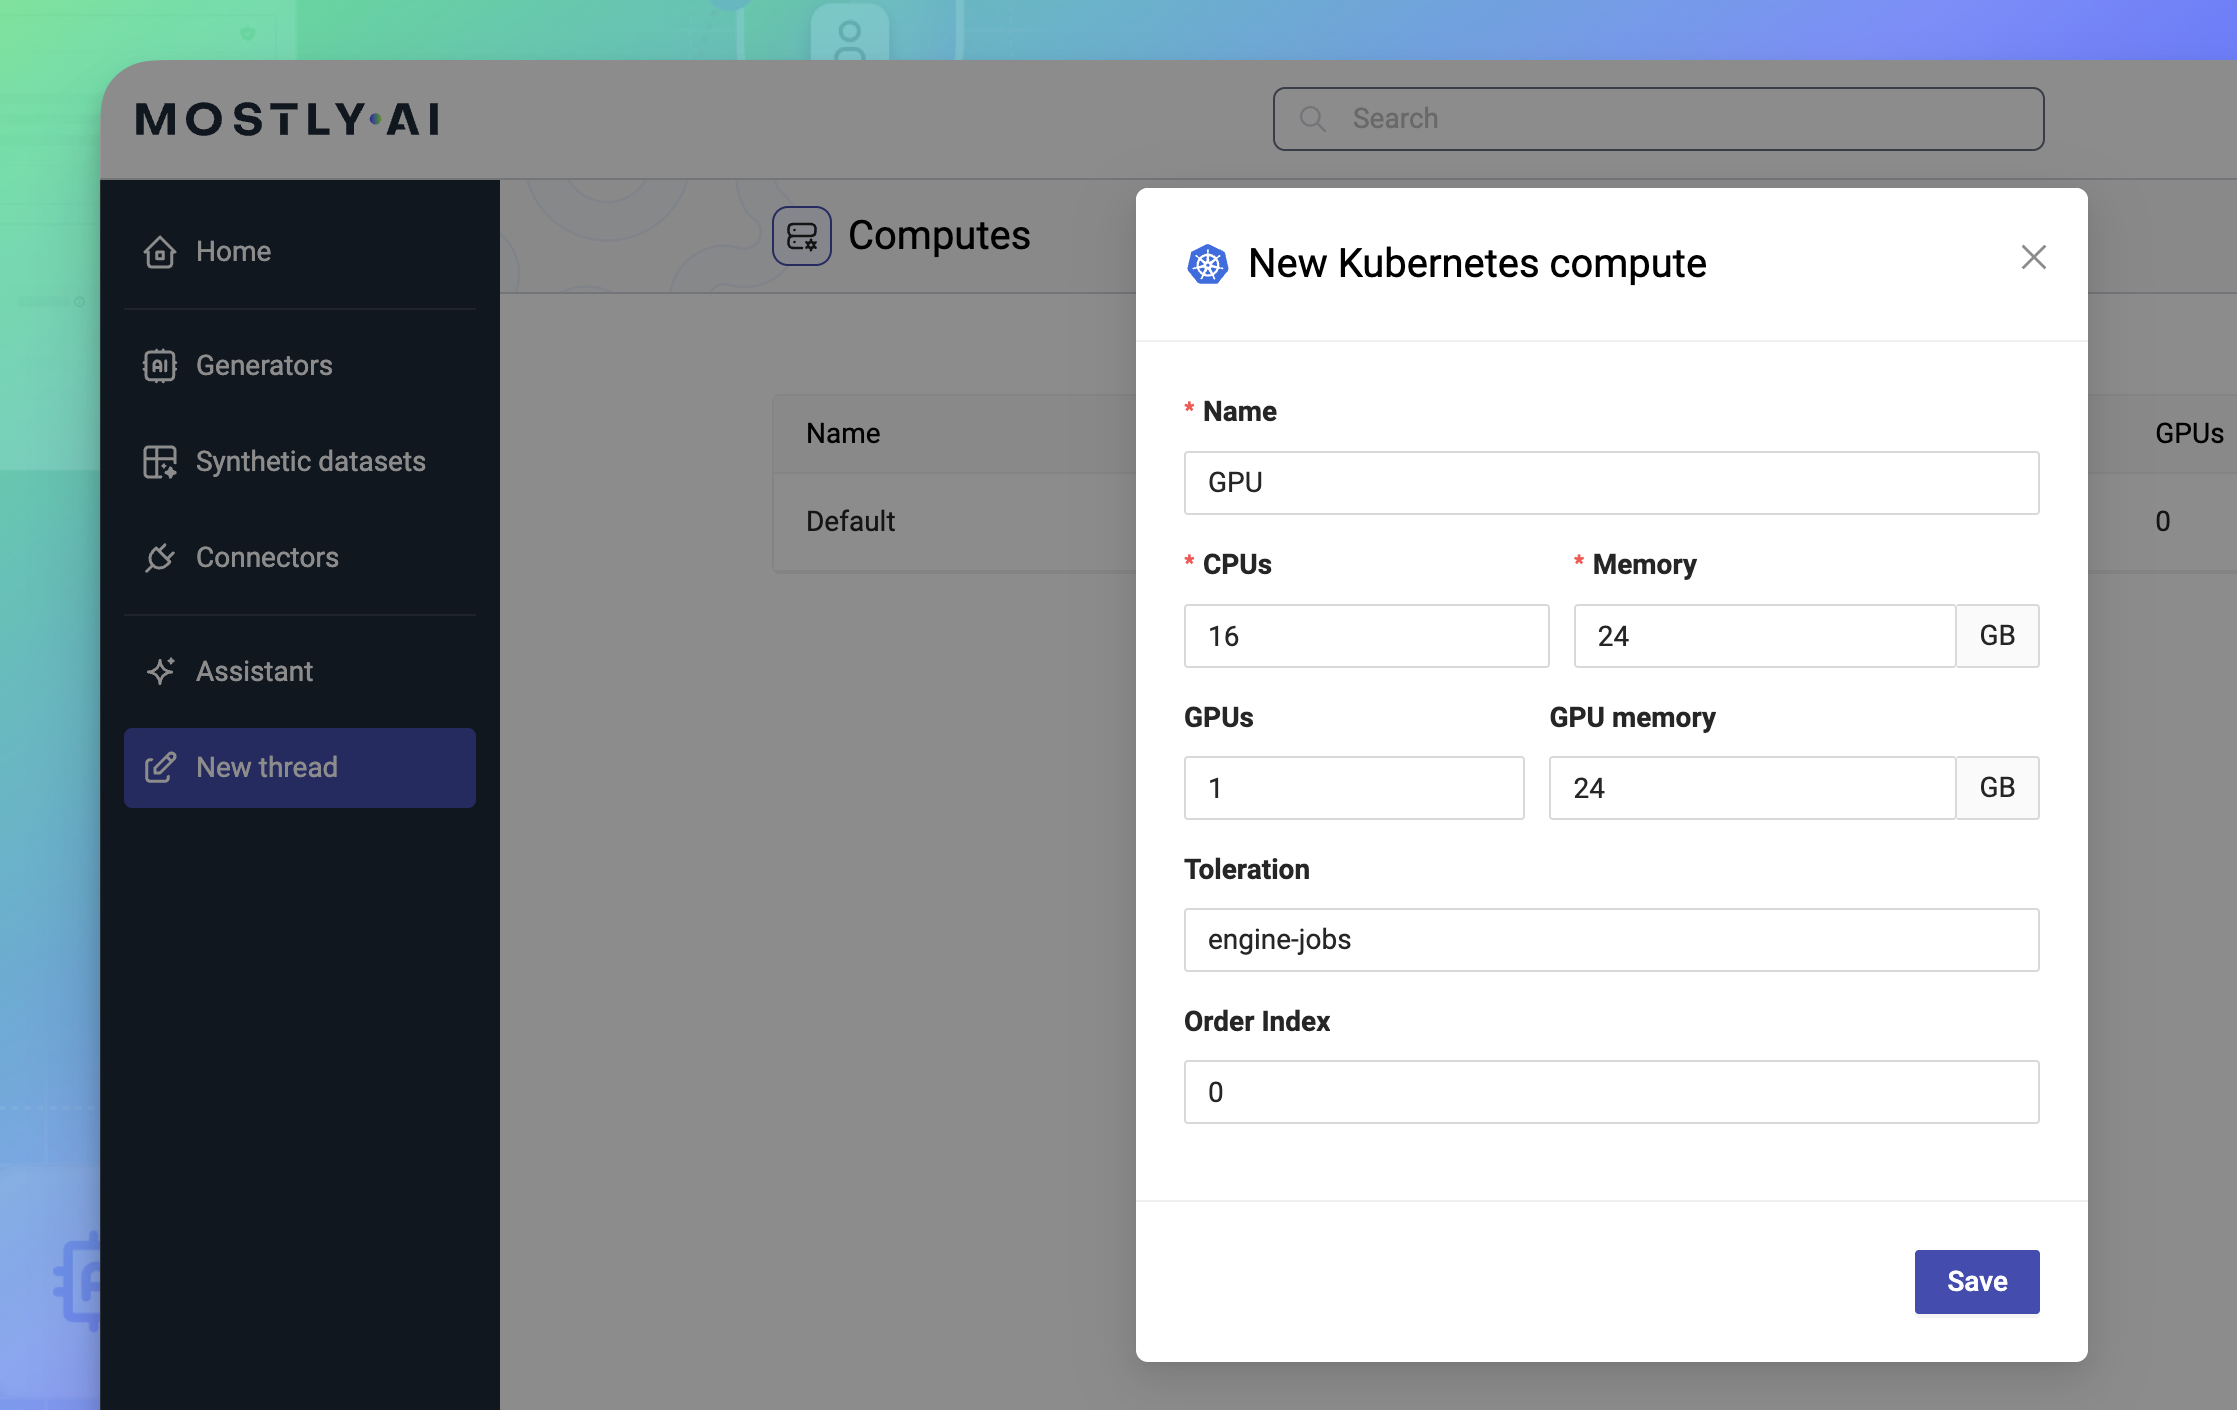 MOSTLY·AI
Search
Home
Generators
Synthetic datasets
Connectors
Assistant
New thread
Computes
Name
GPUs
Default
0
New Kubernetes compute
* Name
GPU
* CPUs
* Memory
16
24
GB
GPUs
GPU memory
1
24
GB
Toleration
engine-jobs
Order Index
0
Save